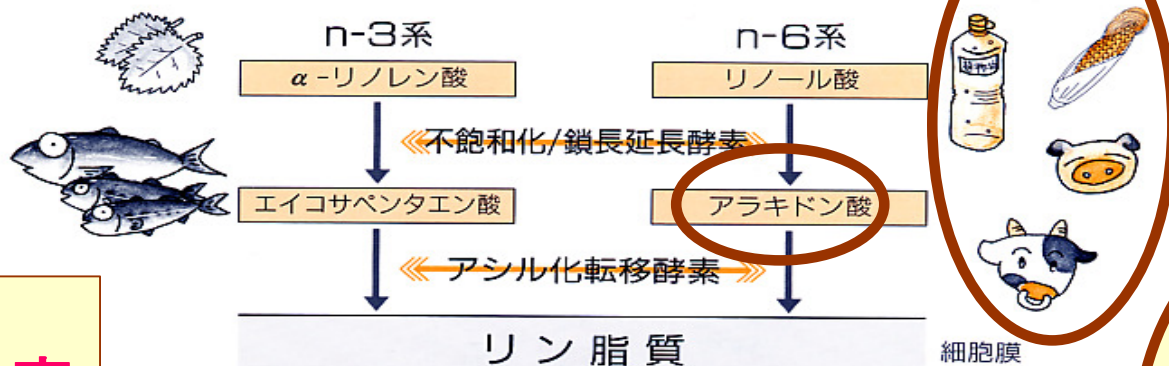 n-3系
n-6系
α-リノレン酸
リノール酸
不飽和化/鎖長延長酵素
エイコサペンタエン酸
アラキドン酸
アシル化転移酵素
リン脂質
細胞膜